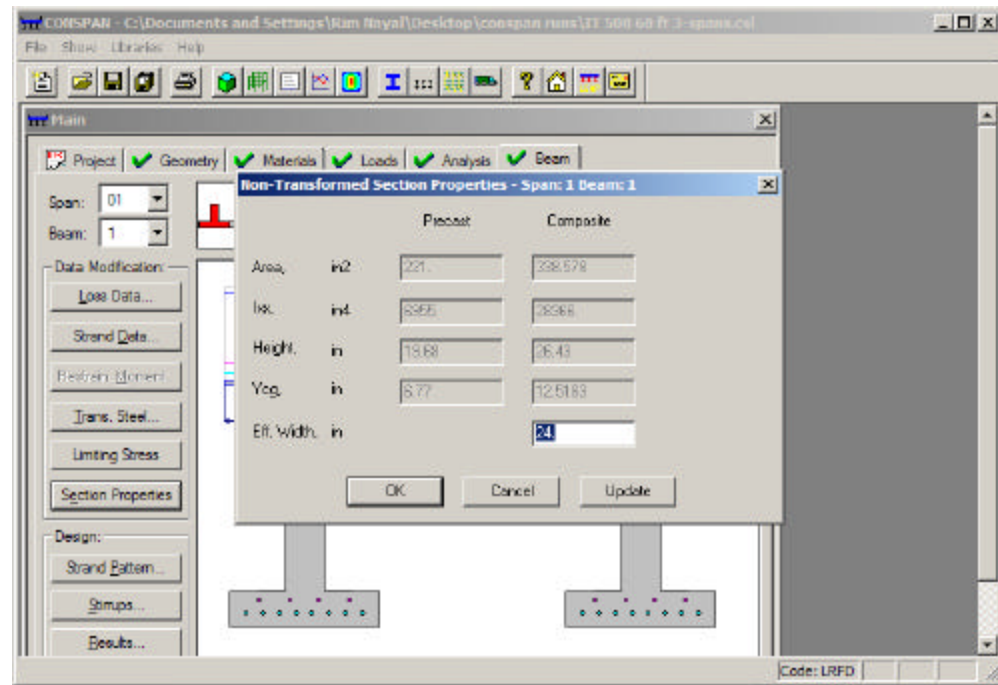 CONSPAN - C:\Documents and Settings\Rim Nayal\Desktop\conspan runs\IT 500 60 ft 3-spans.csl
File Show Libraries Help
Main
Project Geometry Materials Loads Analysis Beam
Span: 01
Beam: 1
Data Modification:
Loss Data...
Strand Data...
Restrain Moment...
Trans. Steel...
Limiting Stress
Section Properties
Design:
Strand Pattern...
Stirrups...
Results...
Non-Transformed Section Properties - Span: 1 Beam: 1
Precast Composite
Area, in2 221. 338.578
Ixx, in4 28366.
Height, in 19.68 26.43
Ycg, in 6.77 12.5183
Eff. Width, in 24.
OK Cancel Update
Code: LRFD